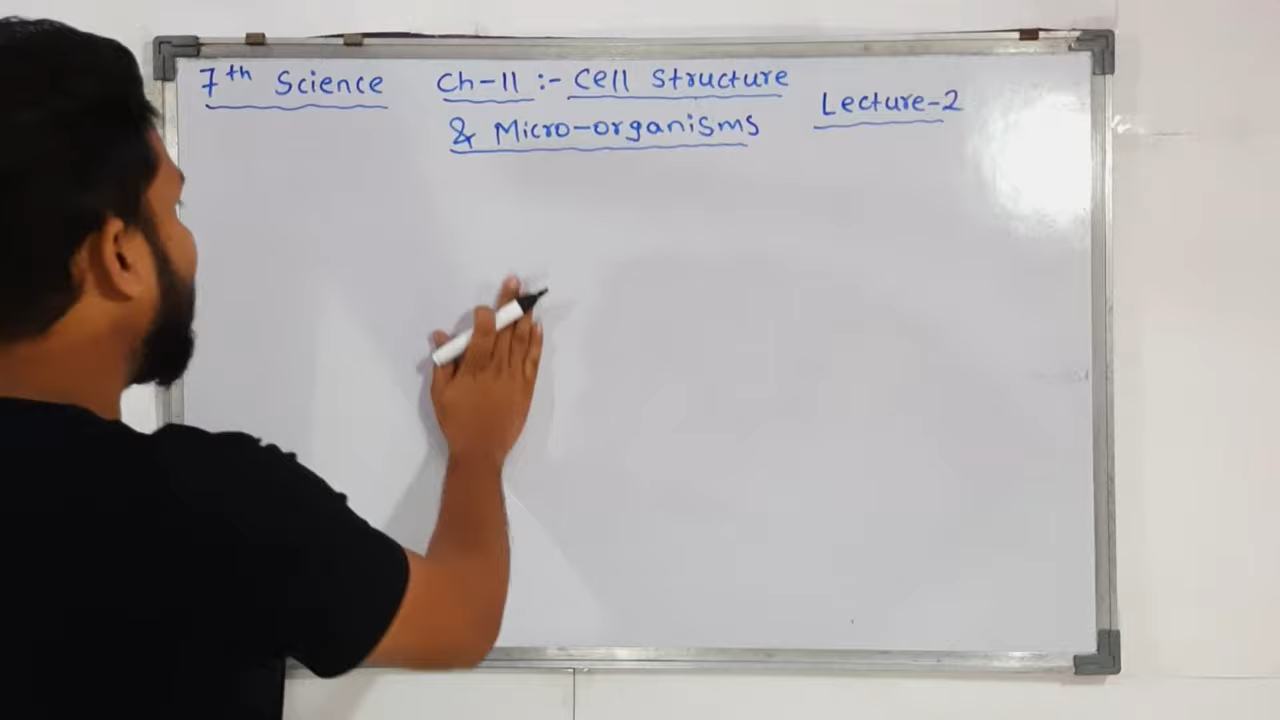 7th Science
Ch-11 :- Cell Structure
& Micro-organisms
Lecture-2